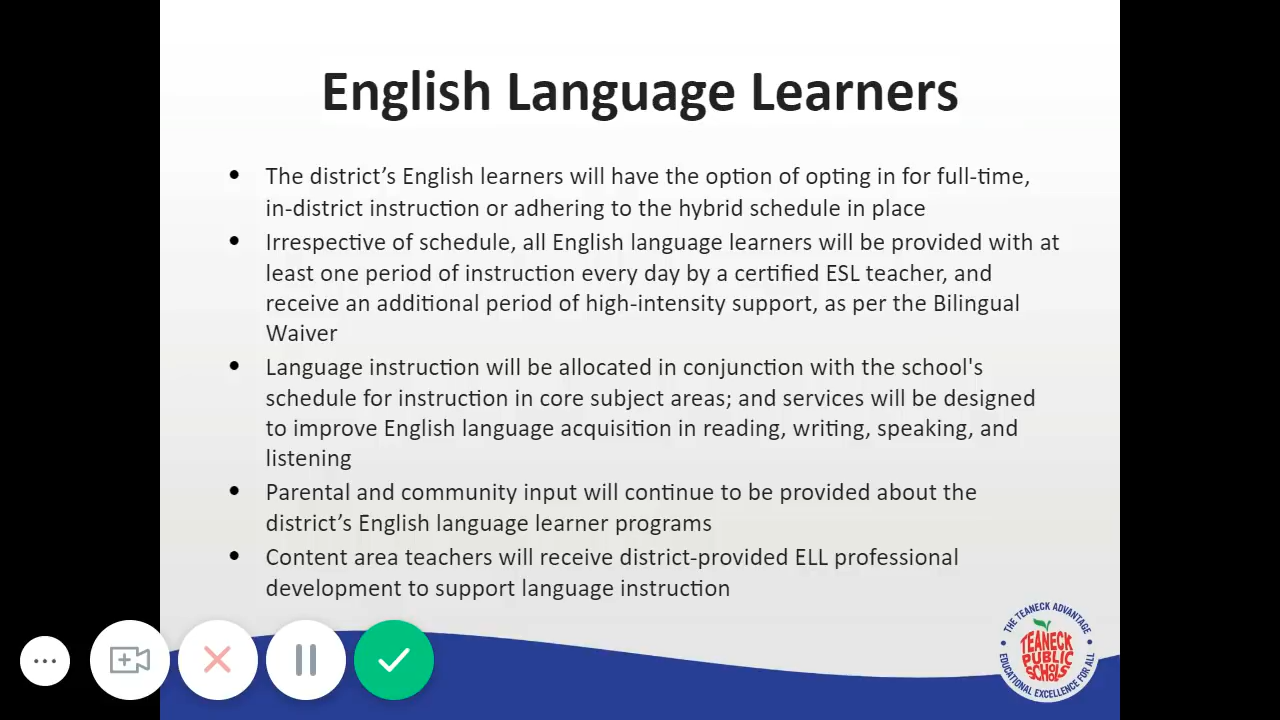 English Language Learners
• The district’s English learners will have the option of opting in for full-time,
in-district instruction or adhering to the hybrid schedule in place
• Irrespective of schedule, all English language learners will be provided with at
least one period of instruction every day by a certified ESL teacher, and
receive an additional period of high-intensity support, as per the Bilingual
Waiver
• Language instruction will be allocated in conjunction with the school's
schedule for instruction in core subject areas; and services will be designed
to improve English language acquisition in reading, writing, speaking, and
listening
• Parental and community input will continue to be provided about the
district’s English language learner programs
• Content area teachers will receive district-provided ELL professional
development to support language instruction
• THE TEANECK ADVANTAGE •
TEANECK
PUBLIC
SCHOOLS
EDUCATIONAL EXCELLENCE FOR ALL